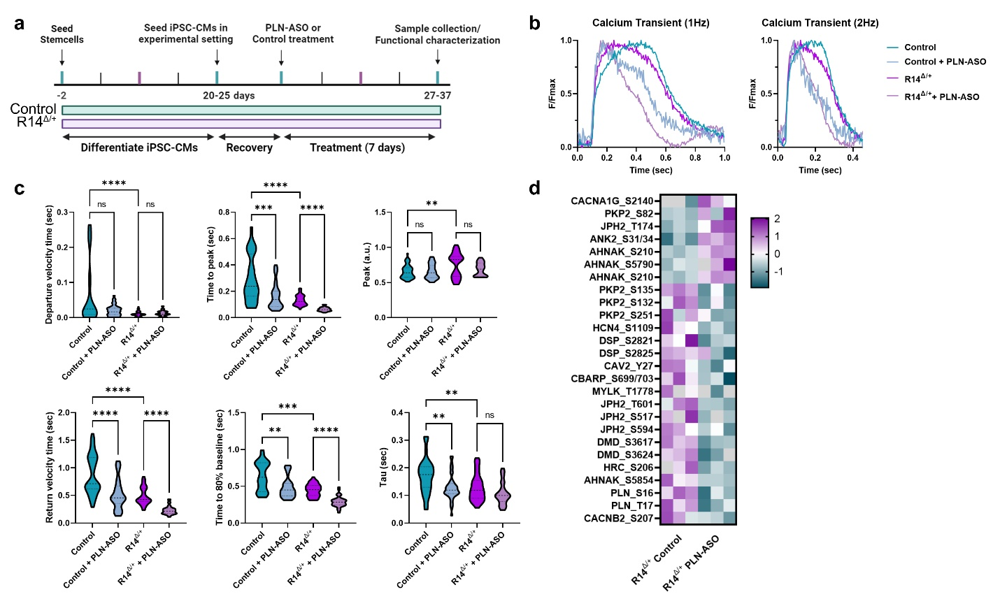 a
Seed
Stemcells
Seed iPSC-CMs in
experimental setting
PLN-ASO or
Control treatment
Sample collection/
Functional characterization
-2
20-25 days
27-37
Control
R14Δ/+
Differentiate iPSC-CMs
Recovery
Treatment (7 days)
b
Calcium Transient (1Hz)
F/Fmax
1.0
0.5
0.0
0.0 0.2 0.4 0.6 0.8 1.0
Time (sec)
Calcium Transient (2Hz)
F/Fmax
1.0
0.5
0.0
0.0 0.2 0.4
Time (sec)
Control
Control + PLN-ASO
R14Δ/+
R14Δ/+ + PLN-ASO
c
Departure velocity time (sec)
0.3
0.2
0.1
0.0
****
ns ns
Control
Control + PLN-ASO
R14Δ/+
R14Δ/+ + PLN-ASO
Time to peak (sec)
0.8
0.6
0.4
0.2
0.0
****
*** ****
Control
Control + PLN-ASO
R14Δ/+
R14Δ/+ + PLN-ASO
Peak (a.u.)
1.5
1.0
0.5
0.0
**
ns ns
Control
Control + PLN-ASO
R14Δ/+
R14Δ/+ + PLN-ASO
Return velocity time (sec)
2.0
1.5
1.0
0.5
0.0
****
**** ****
Control
Control + PLN-ASO
R14Δ/+
R14Δ/+ + PLN-ASO
Time to 80% baseline (sec)
1.5
1.0
0.5
0.0
***
** ****
Control
Control + PLN-ASO
R14Δ/+
R14Δ/+ + PLN-ASO
Tau (sec)
0.4
0.3
0.2
0.1
0.0
**
** ns
Control
Control + PLN-ASO
R14Δ/+
R14Δ/+ + PLN-ASO
d
CACNA1G_S2140
PKP2_S82
JPH2_T174
ANK2_S31/34
AHNAK_S210
AHNAK_S5790
AHNAK_S210
PKP2_S135
PKP2_S132
PKP2_S251
HCN4_S1109
DSP_S2821
DSP_S2825
CAV2_Y27
CBARP_S699/703
MYLK_T1778
JPH2_T601
JPH2_S517
JPH2_S594
DMD_S3617
DMD_S3624
HRC_S206
AHNAK_S5854
PLN_S16
PLN_T17
CACNB2_S207
R14Δ/+ Control
R14Δ/+ PLN-ASO
2
1
0
-1